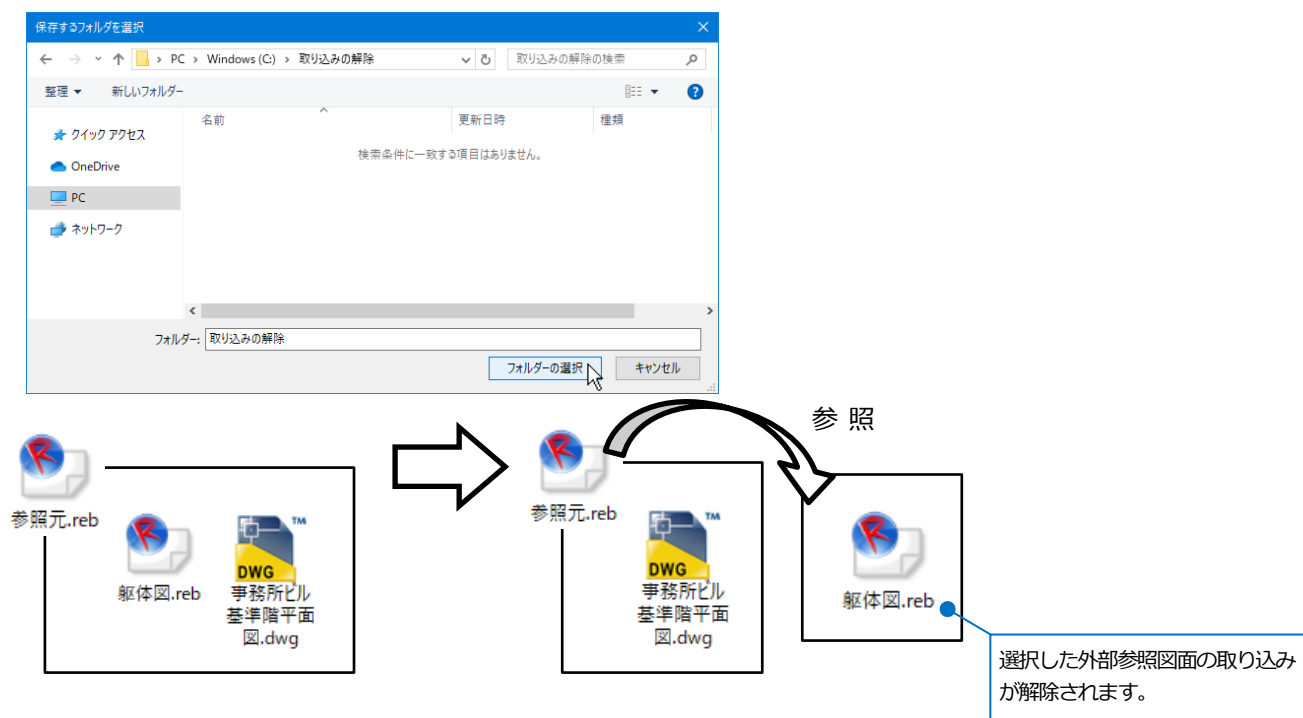 保存するフォルダを選択
PC › Windows (C:) › 取り込みの解除
取り込みの解除の検索
整理 新しいフォルダー
名前 更新日時 種類
検索条件に一致する項目はありません。
クイック アクセス
OneDrive
PC
ネットワーク
フォルダー: 取り込みの解除
フォルダーの選択 キャンセル
参照
参照元.reb
躯体図.reb
DWG
TM
事務所ビル
基準階平面
図.dwg
参照元.reb
DWG
TM
事務所ビル
基準階平面
図.dwg
躯体図.reb
選択した外部参照図面の取り込み
が解除されます。